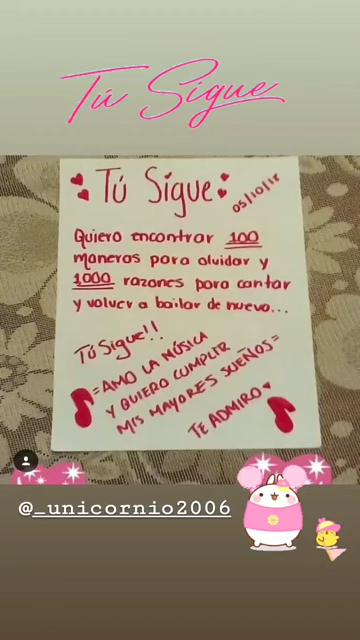 Tú Sigue
Tú Sigue
05/10/18
Quiero encontrar 100
maneras para olvidar y
1000 razones para cantar
y volver a bailar de nuevo...
Tú Sigue!!
=AMO LA MÚSICA
Y QUIERO CUMPLIR
MIS MAYORES SUEÑOS=
TE ADMIRO
@_unicornio2006